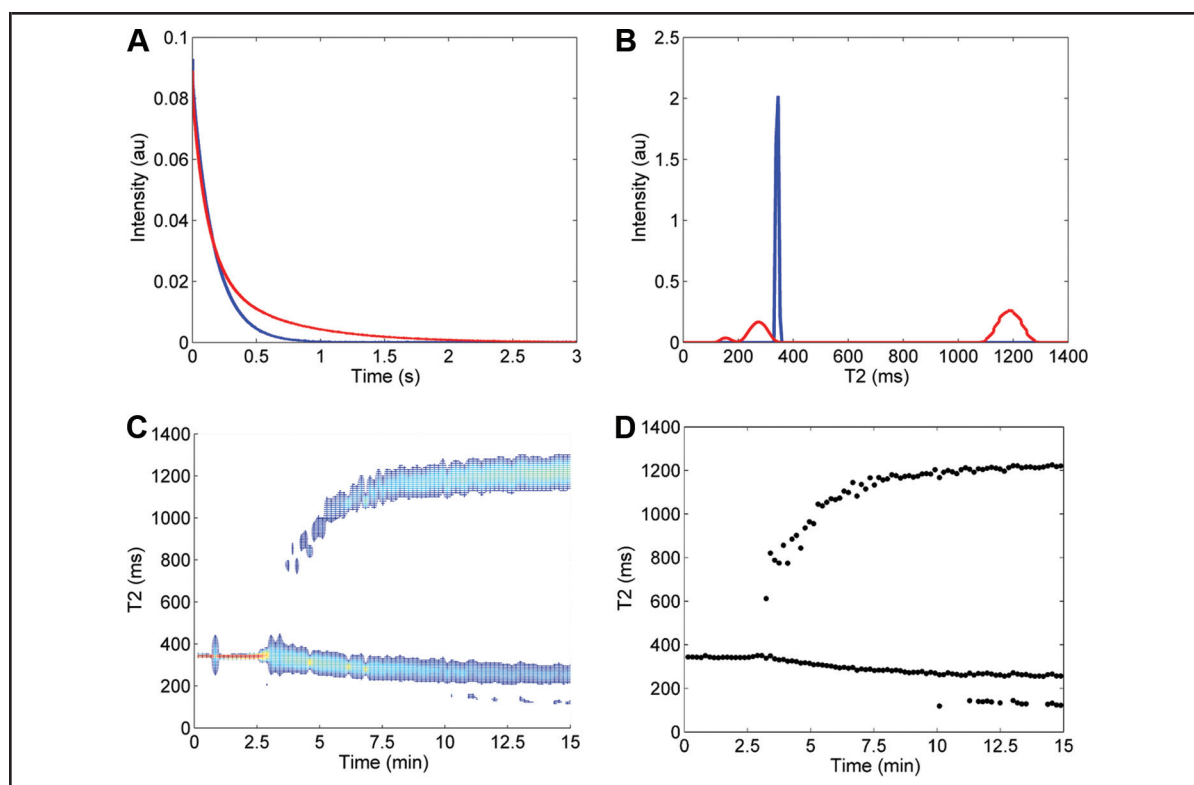 A
0.1
0.08
0.06
0.04
0.02
0
Intensity (au)
0 0.5 1 1.5 2 2.5 3
Time (s)
B
2.5
2
1.5
1
0.5
0
Intensity (au)
0 200 400 600 800 1000 1200 1400
T2 (ms)
C
1400
1200
1000
800
600
400
200
0
T2 (ms)
0 2.5 5 7.5 10 12.5 15
Time (min)
D
1400
1200
1000
800
600
400
200
0
T2 (ms)
0 2.5 5 7.5 10 12.5 15
Time (min)